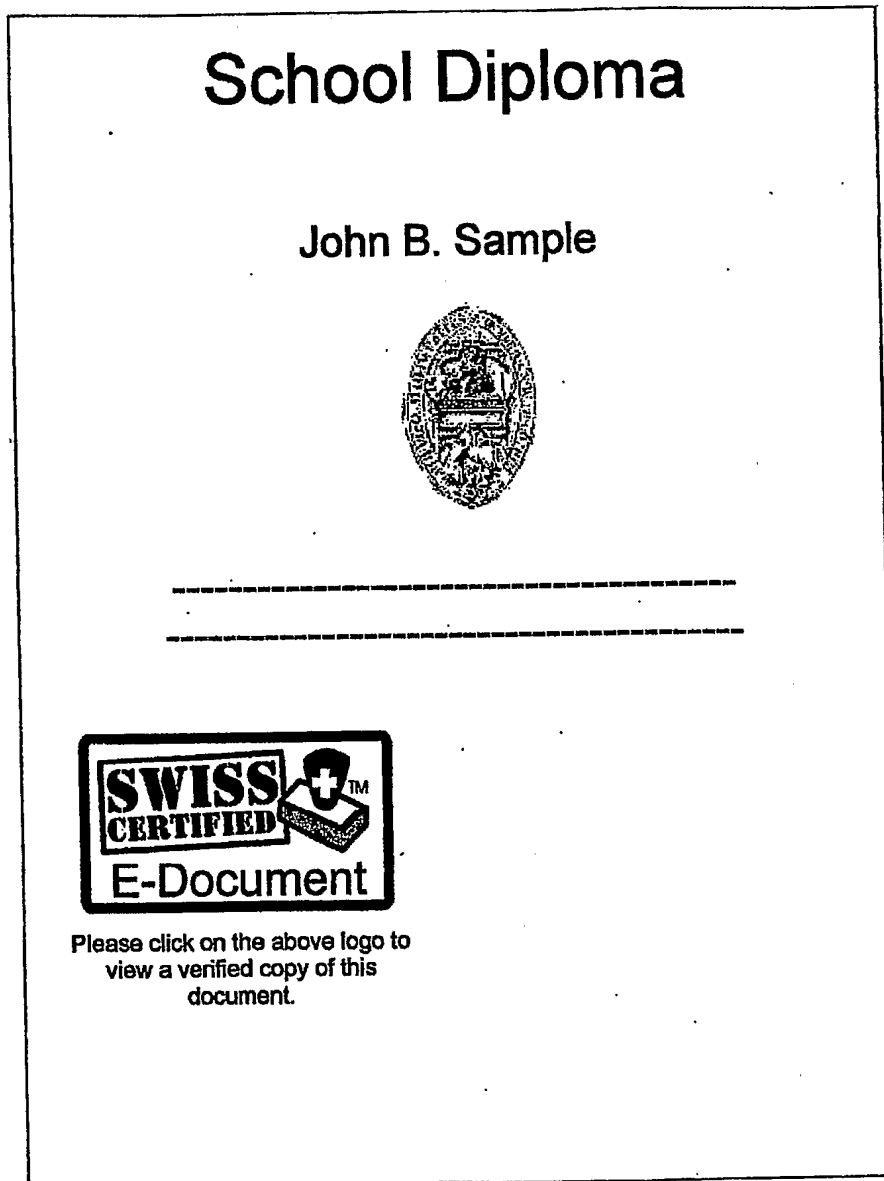 School Diploma
John B. Sample
SWISS
CERTIFIED
TM
E-Document
Please click on the above logo to
view a verified copy of this
document.